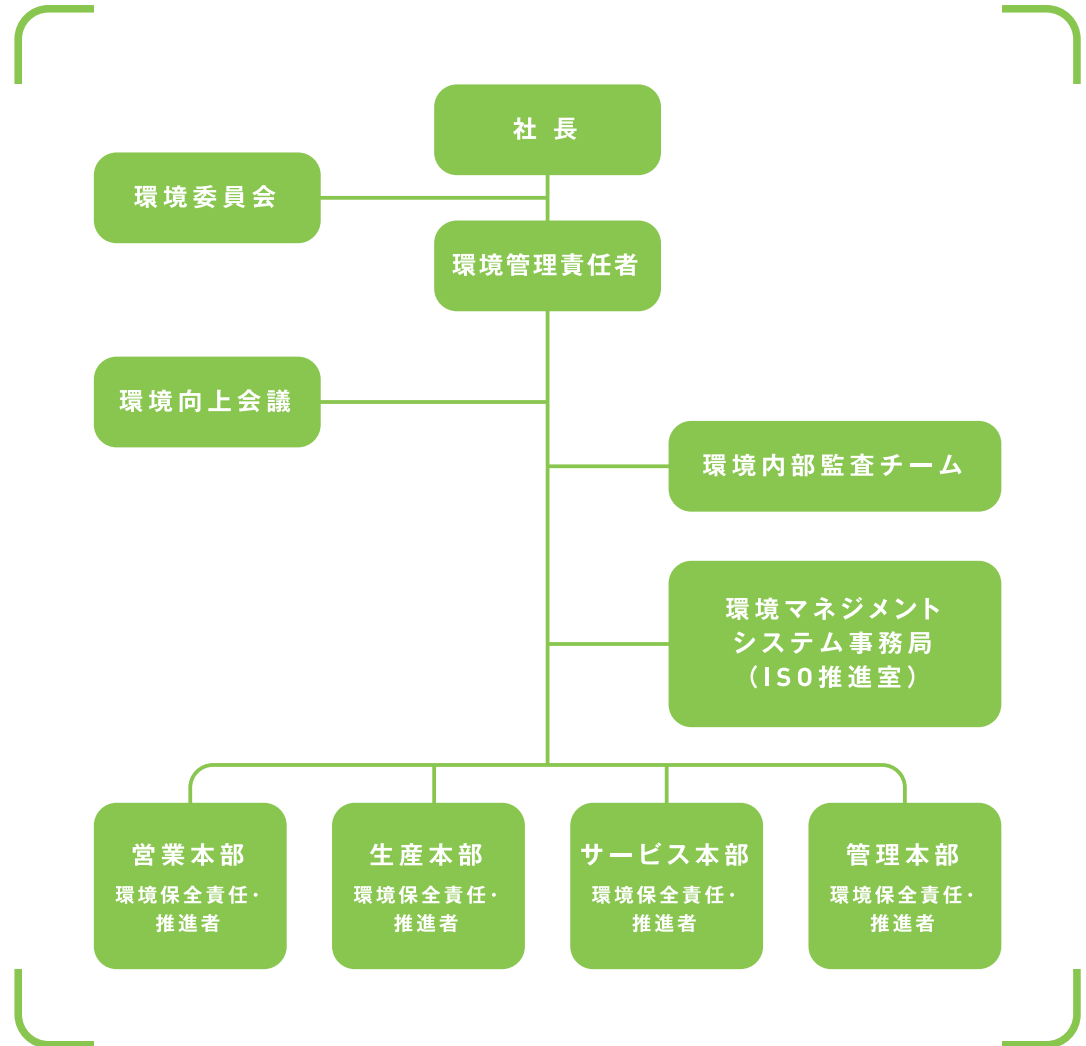 社 長
環境委員会
環境管理責任者
環境向上会議
環境内部監査チーム
環境マネジメント
システム事務局
（ISO推進室）
営業本部
環境保全責任・
推進者
生産本部
環境保全責任・
推進者
サービス本部
環境保全責任・
推進者
管理本部
環境保全責任・
推進者